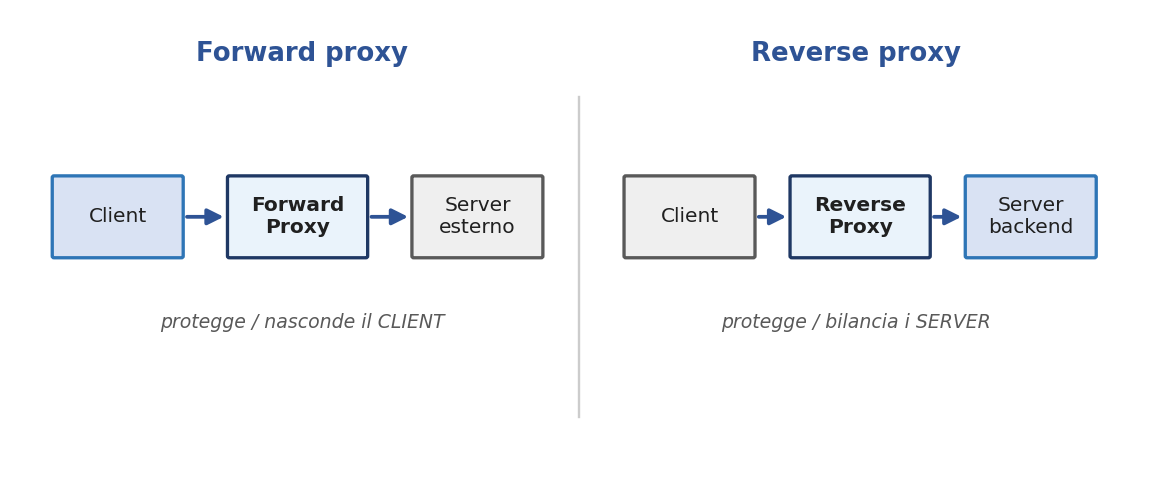 Forward proxy
Client
Forward
Proxy
Server
esterno
protegge / nasconde il CLIENT
Reverse proxy
Client
Reverse
Proxy
Server
backend
protegge / bilancia i SERVER